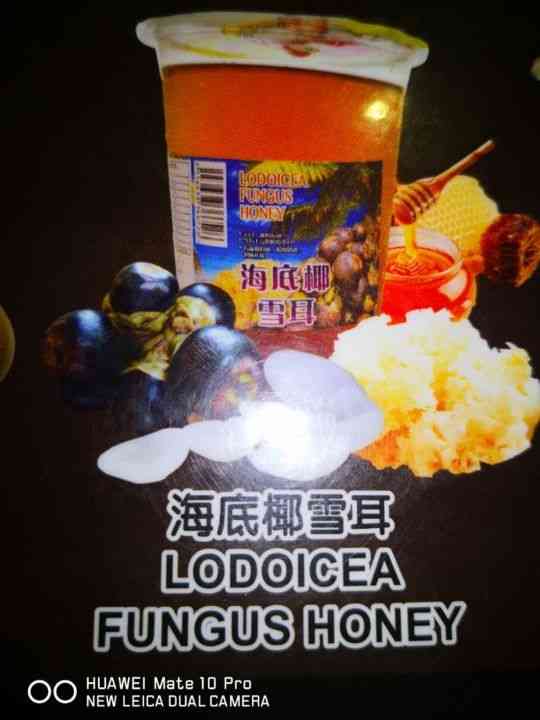 LODOICEA
FUNGUS
HONEY
海底椰
雪耳
海底椰雪耳
LODOICEA
FUNGUS HONEY
HUAWEI Mate 10 Pro
NEW LEICA DUAL CAMERA